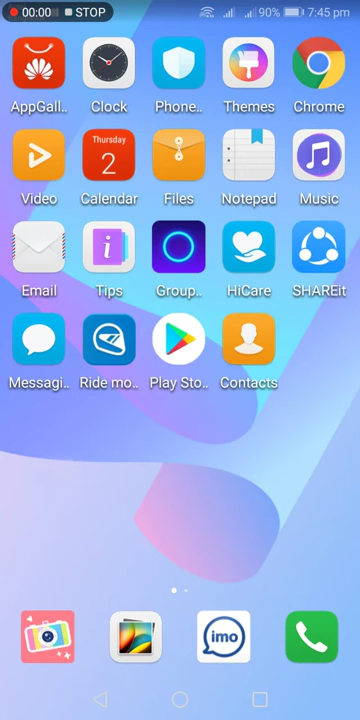 00:00 STOP 90% 7:45 pm
AppGall.. Clock Phone.. Themes Chrome
Thursday
2
Video Calendar Files Notepad Music
Email Tips Group.. HiCare SHAREit
Messagi.. Ride mo.. Play Sto.. Contacts
imo